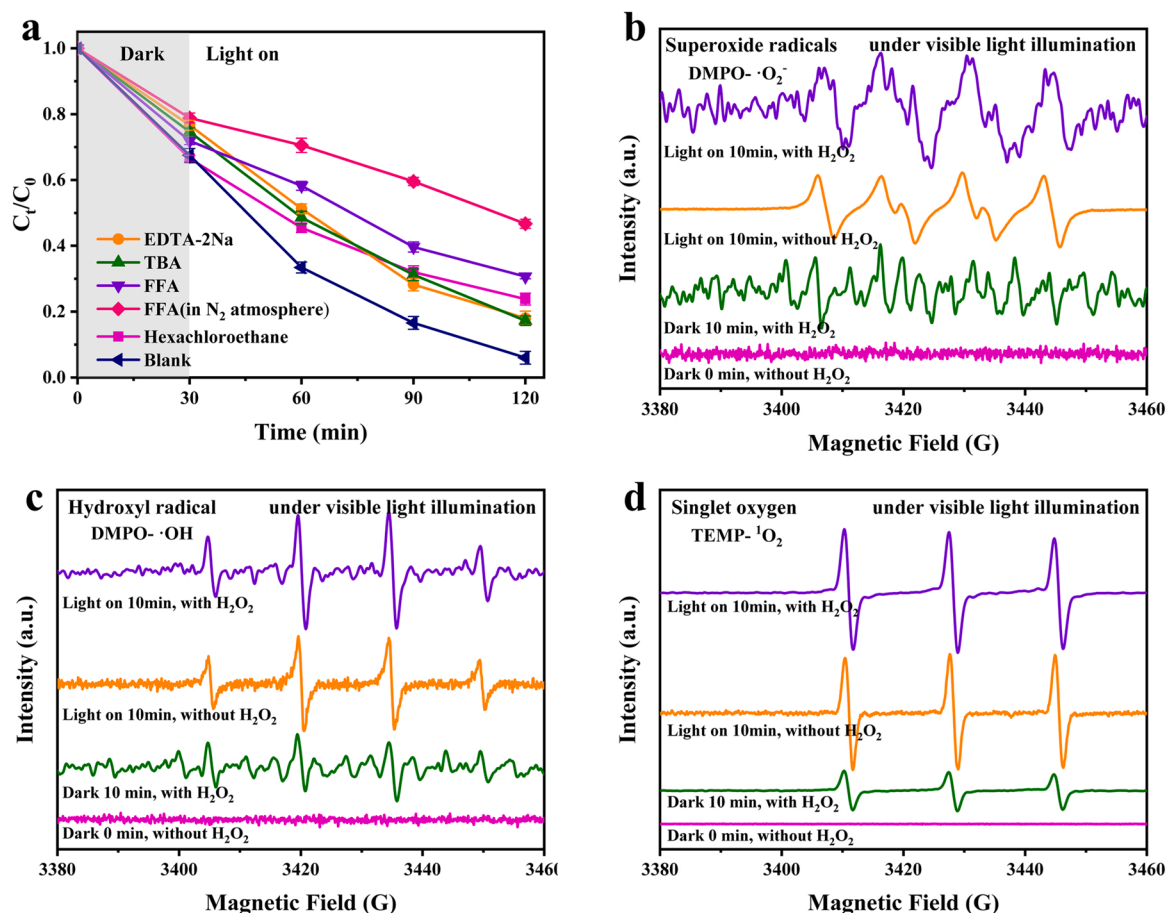 a
Dark
Light on
1.0
0.8
0.6
0.4
0.2
0.0
C_t/C_0
EDTA-2Na
TBA
FFA
FFA(in N₂ atmosphere)
Hexachloroethane
Blank
0
30
60
90
120
Time (min)
b
Superoxide radicals
under visible light illumination
DMPO- ·O₂⁻
Light on 10min, with H₂O₂
Light on 10min, without H₂O₂
Dark 10 min, with H₂O₂
Dark 0 min, without H₂O₂
Intensity (a.u.)
3380
3400
3420
3440
3460
Magnetic Field (G)
c
Hydroxyl radical
under visible light illumination
DMPO- ·OH
Light on 10min, with H₂O₂
Light on 10min, without H₂O₂
Dark 10 min, with H₂O₂
Dark 0 min, without H₂O₂
Intensity (a.u.)
3380
3400
3420
3440
3460
Magnetic Field (G)
d
Singlet oxygen
under visible light illumination
TEMP- ¹O₂
Light on 10min, with H₂O₂
Light on 10min, without H₂O₂
Dark 10 min, with H₂O₂
Dark 0 min, without H₂O₂
Intensity (a.u.)
3380
3400
3420
3440
3460
Magnetic Field (G)